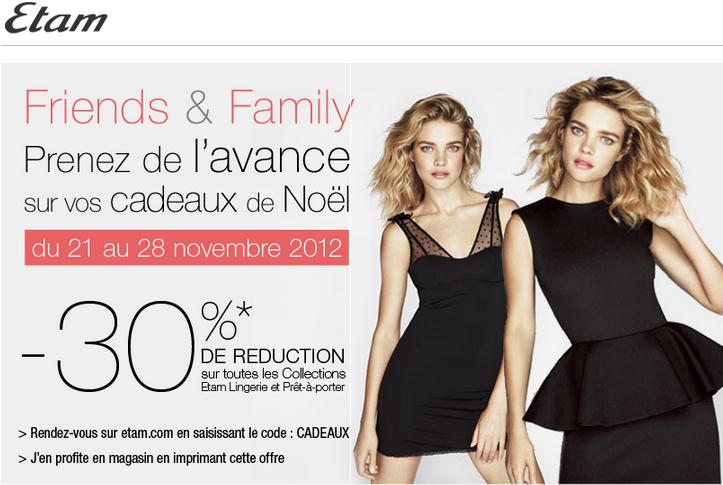 Etam
Friends & Family
Prenez de l'avance
sur vos cadeaux de Noël
du 21 au 28 novembre 2012
-30%*
DE REDUCTION
sur toutes les Collections
Etam Lingerie et Prêt-à-porter
> Rendez-vous sur etam.com en saisissant le code : CADEAUX
> J'en profite en magasin en imprimant cette offre